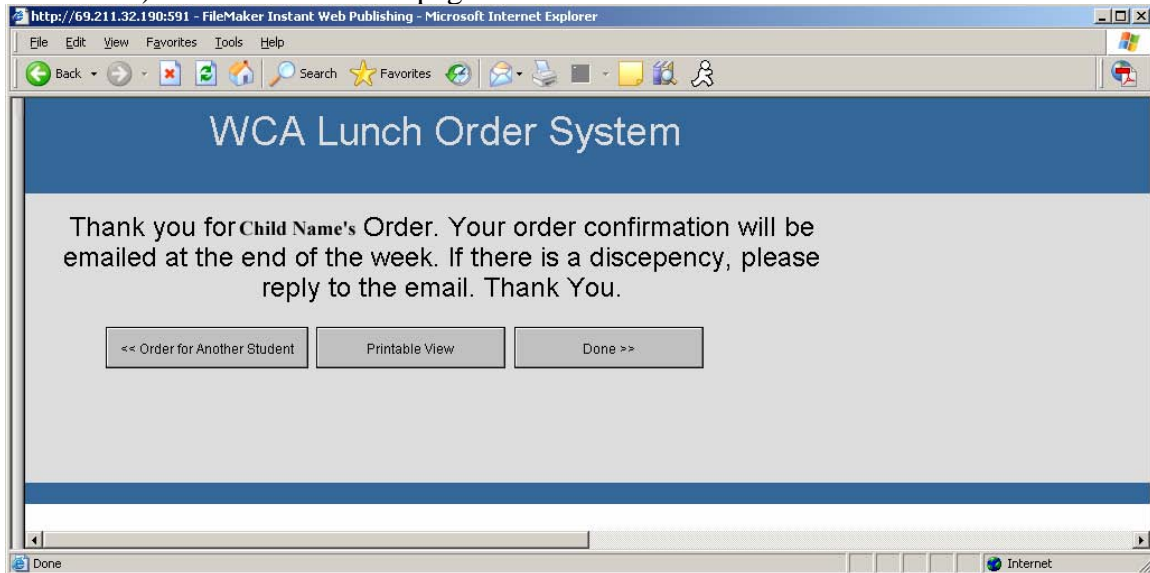 http://69.211.32.190:591 - FileMaker Instant Web Publishing - Microsoft Internet Explorer
File Edit View Favorites Tools Help
Back Search Favorites
WCA Lunch Order System
Thank you for Child Name's Order. Your order confirmation will be
emailed at the end of the week. If there is a discepency, please
reply to the email. Thank You.
<< Order for Another Student Printable View Done >>
Done Internet